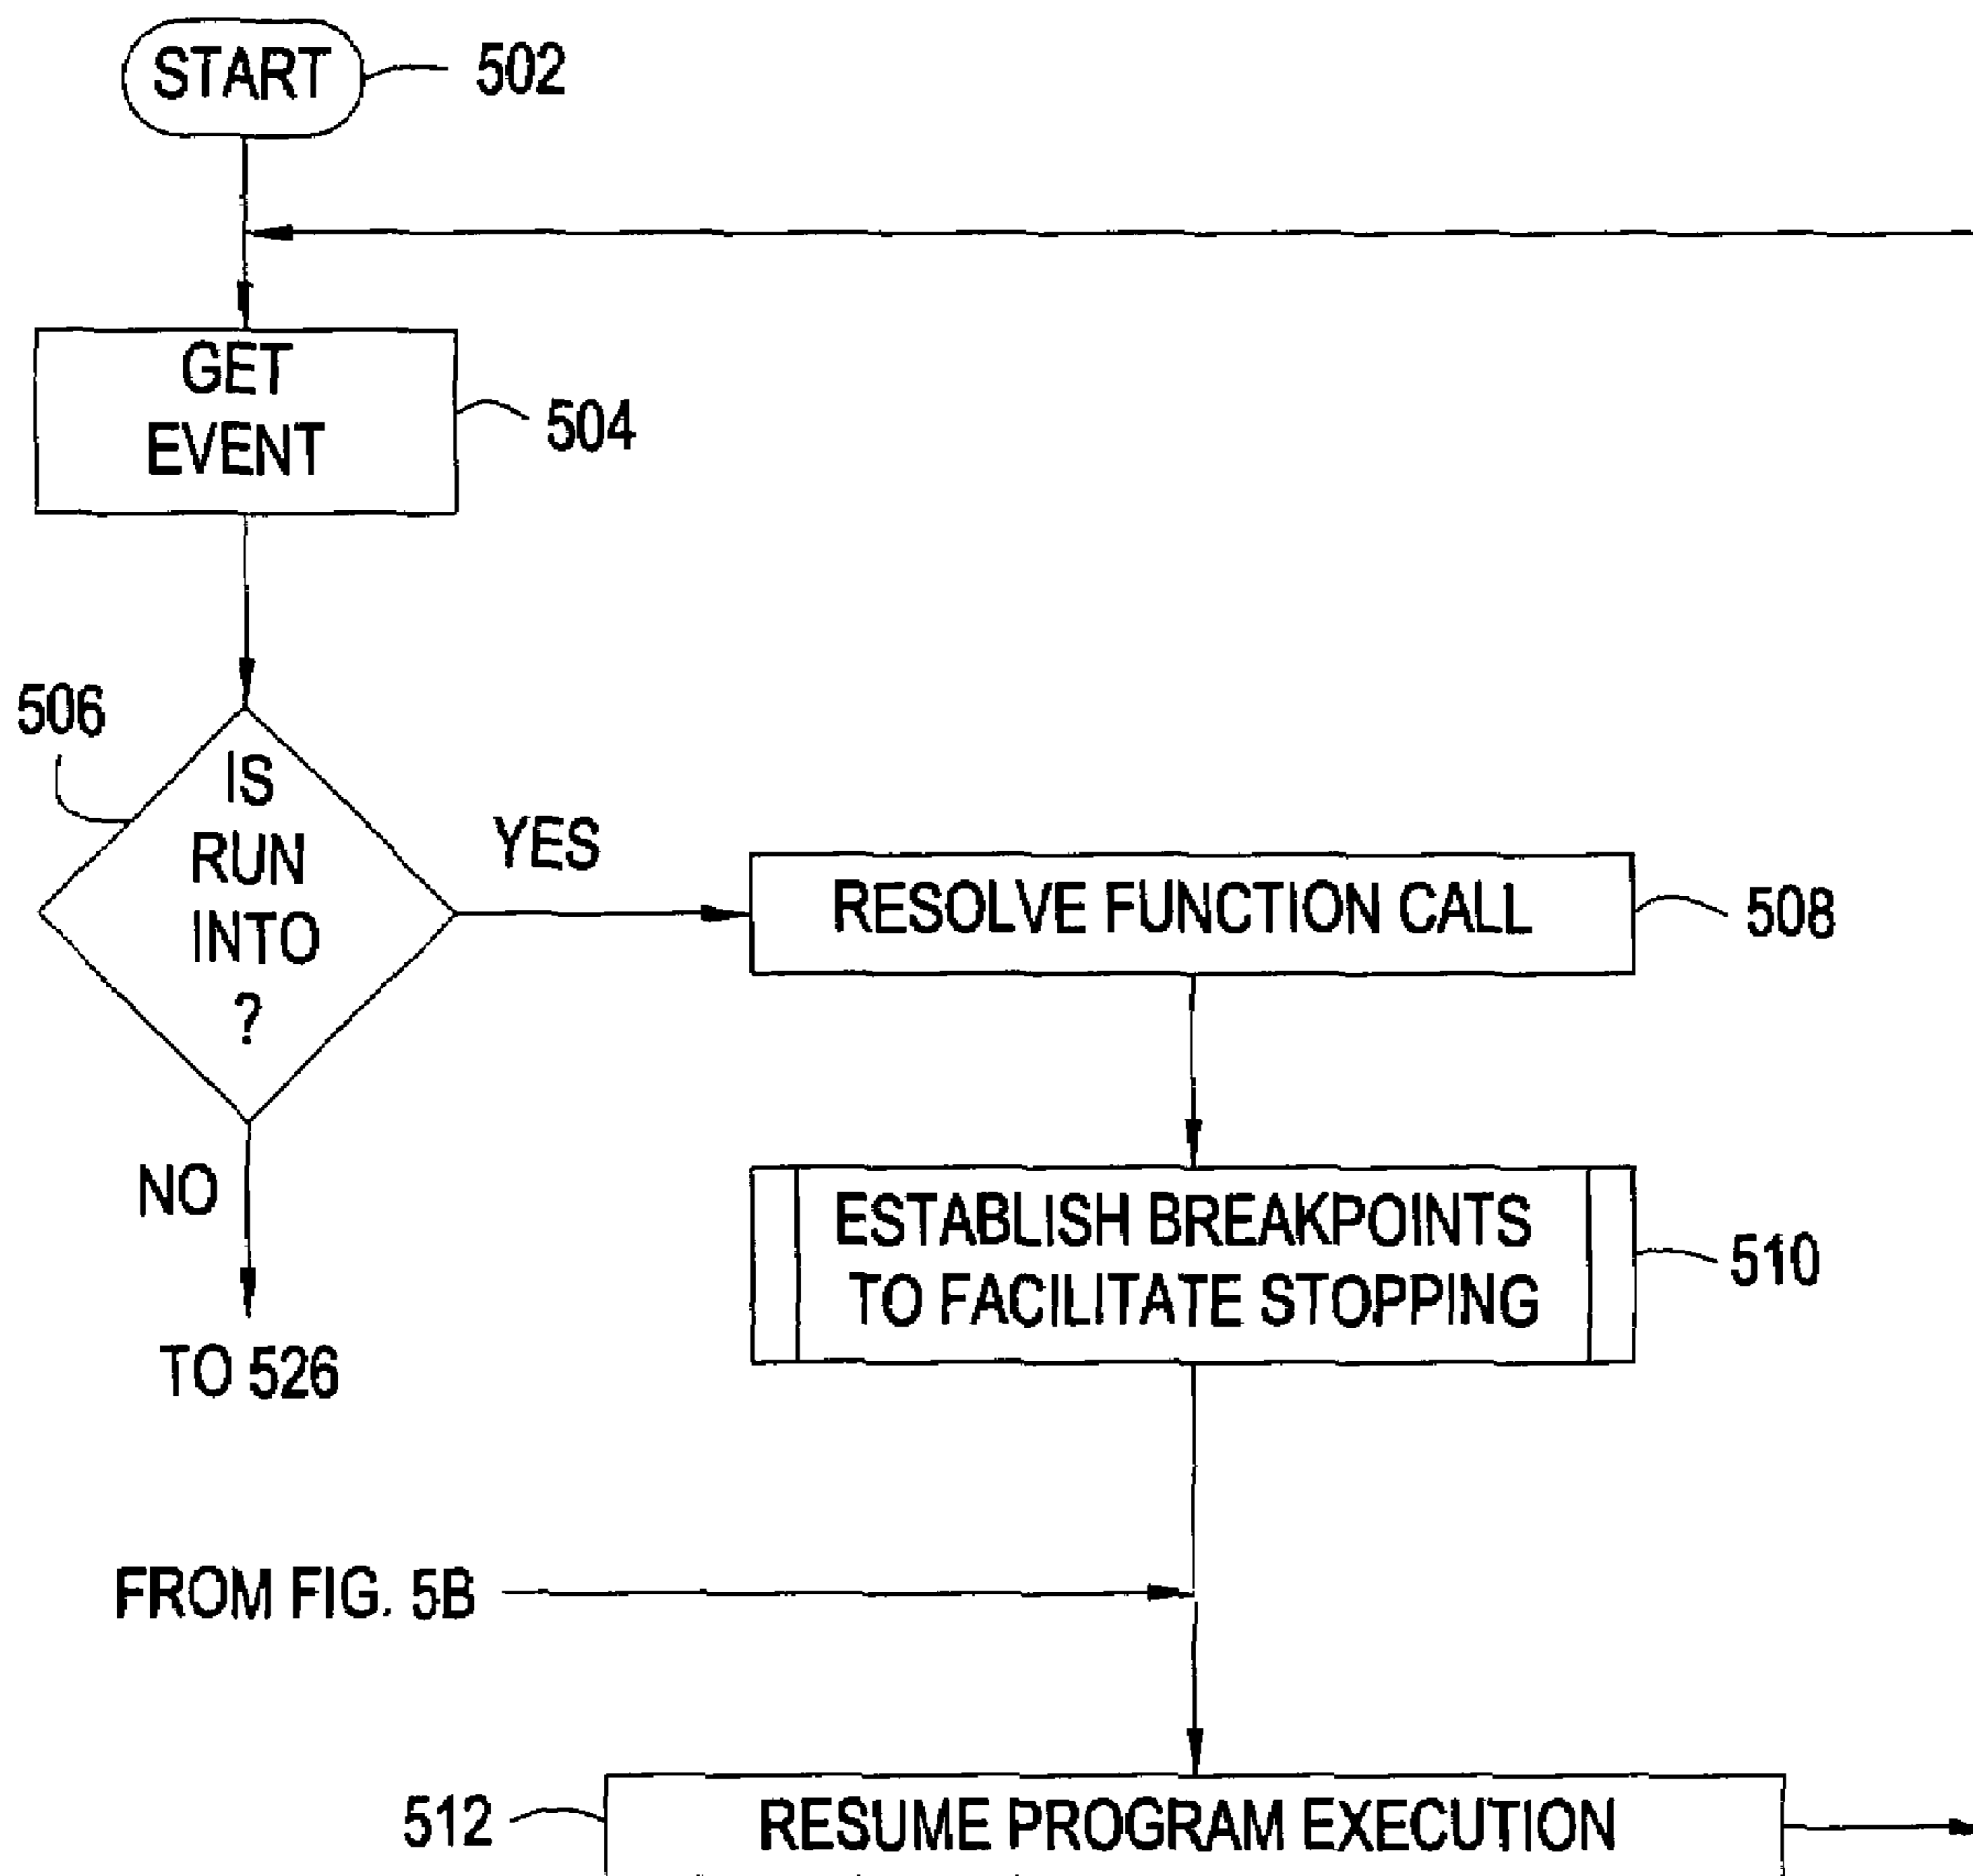 START
502
GET
EVENT
504
506
IS
RUN
INTO
?
YES
NO
TO 526
RESOLVE FUNCTION CALL
508
ESTABLISH BREAKPOINTS
TO FACILITATE STOPPING
510
FROM FIG. 5B
512
RESUME PROGRAM EXECUTION